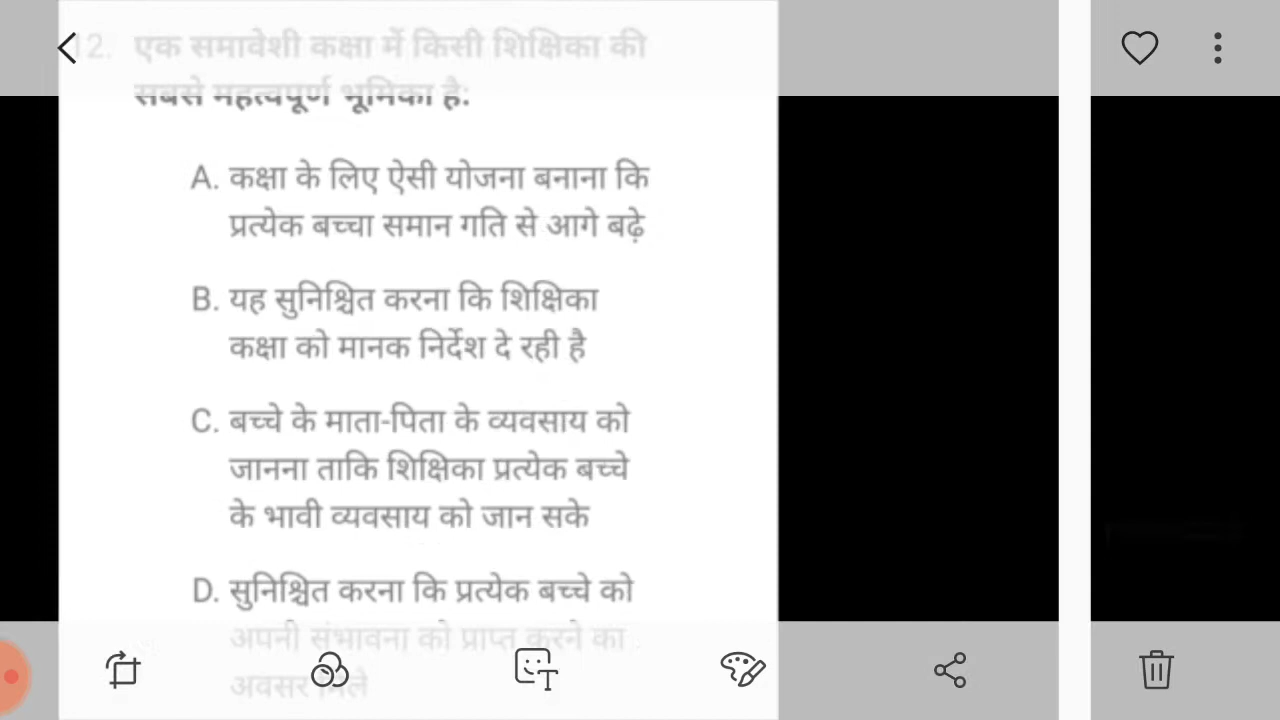 12. एक समावेशी कक्षा में किसी शिक्षिका की
सबसे महत्वपूर्ण भूमिका है:
A. कक्षा के लिए ऐसी योजना बनाना कि
प्रत्येक बच्चा समान गति से आगे बढ़े
B. यह सुनिश्चित करना कि शिक्षिका
कक्षा को मानक निर्देश दे रही है
C. बच्चे के माता-पिता के व्यवसाय को
जानना ताकि शिक्षिका प्रत्येक बच्चे
के भावी व्यवसाय को जान सके
D. सुनिश्चित करना कि प्रत्येक बच्चे को
अपनी संभावना को प्राप्त करने का
अवसर मिले